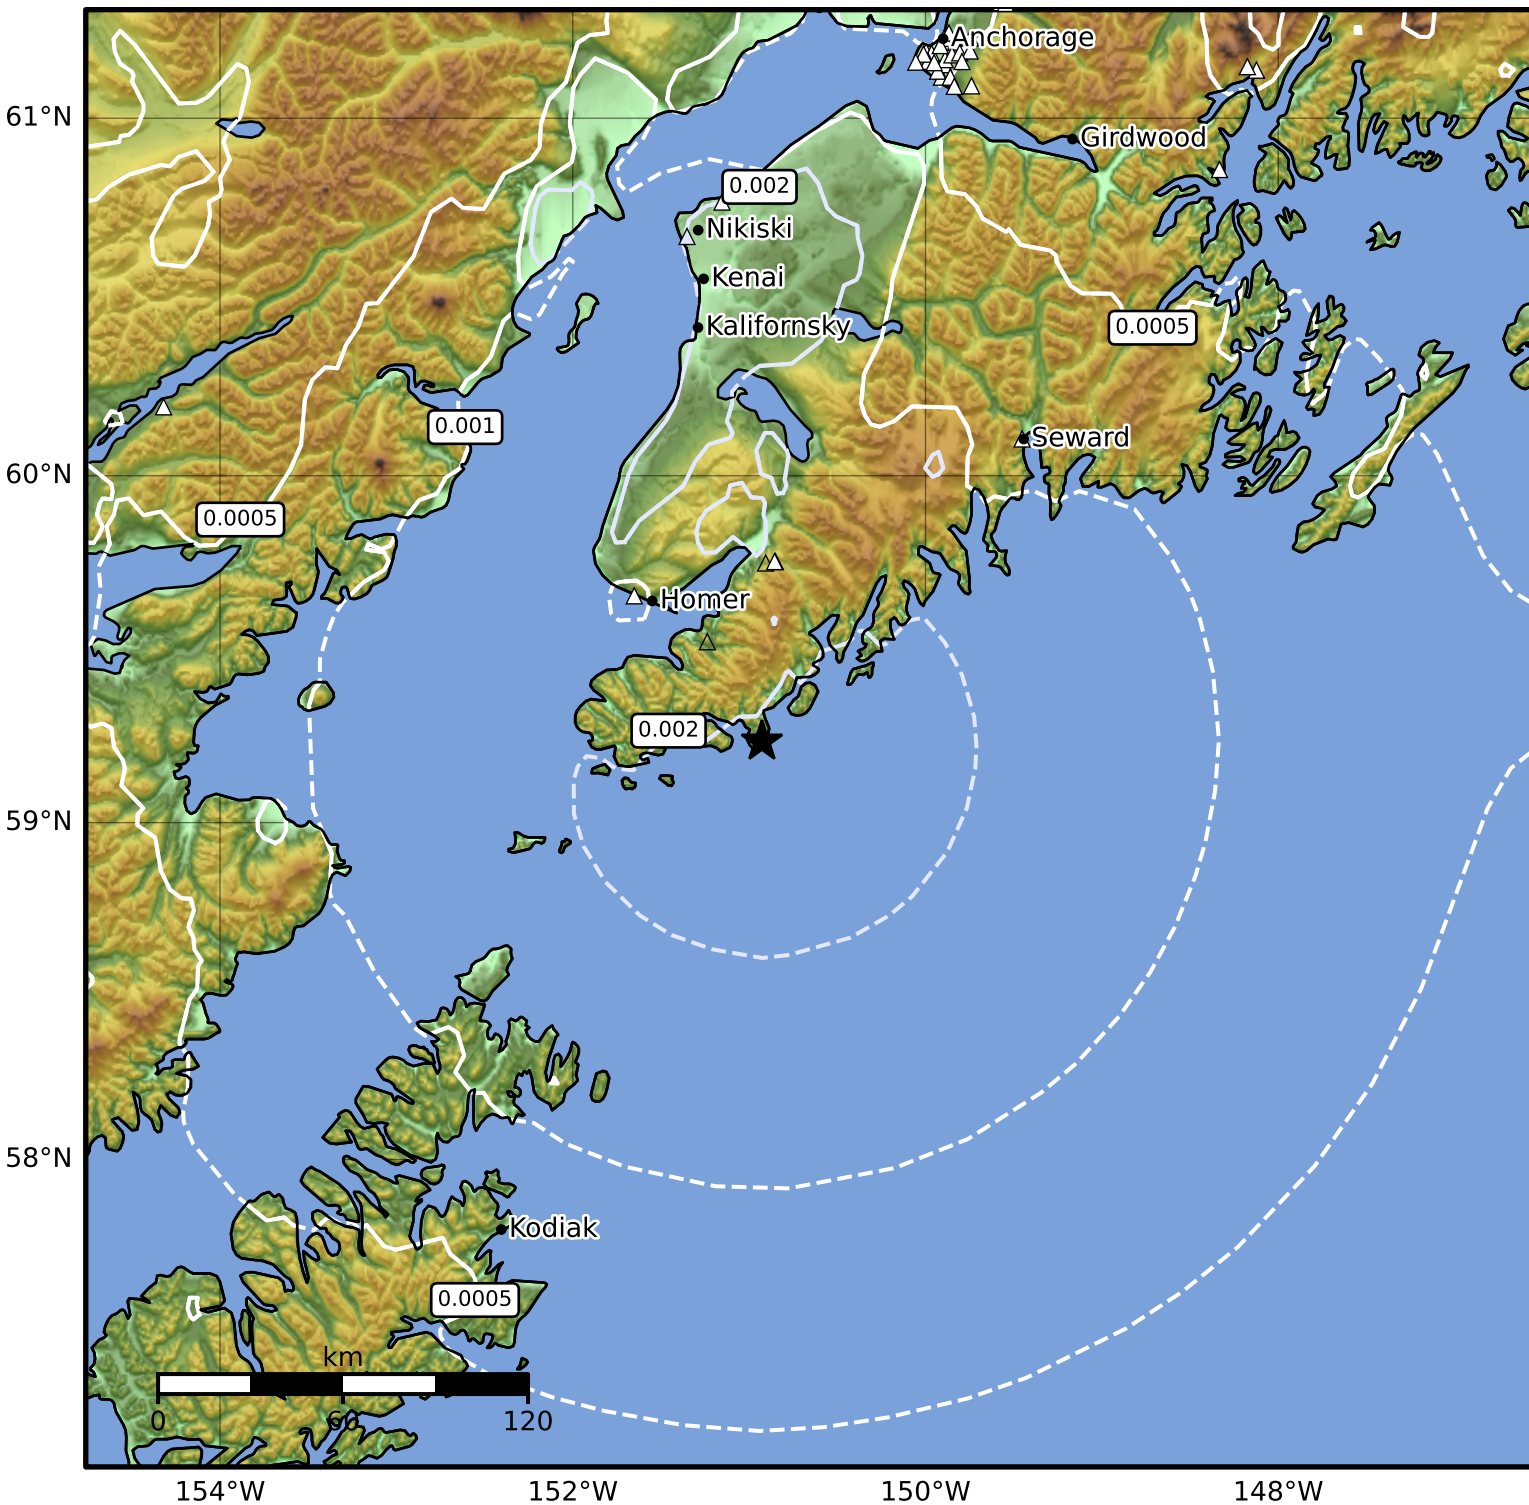 Anchorage
61°N
Girdwood
0.002
Nikiski
Kenai
Kalifornsky
0.0005
0.001
Seward
60°N
0.0005
Homer
0.002
59°N
58°N
Kodiak
0.0005
km
0 60 120
154°W 152°W 150°W 148°W